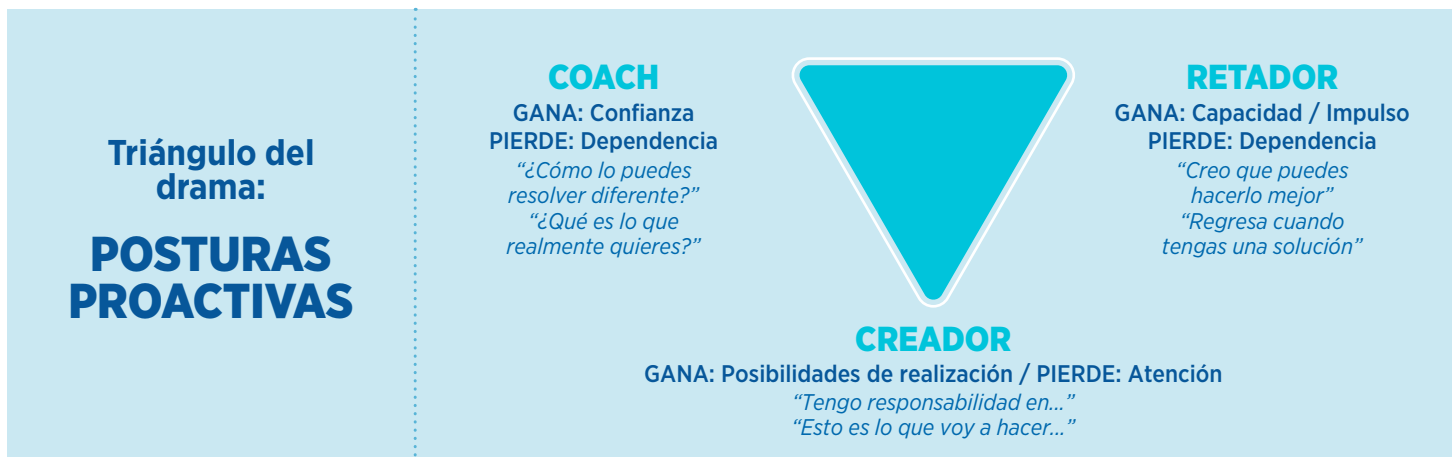 Triángulo del
drama:
POSTURAS
PROACTIVAS
COACH
GANA: Confianza
PIERDE: Dependencia
“¿Cómo lo puedes
resolver diferente?”
“¿Qué es lo que
realmente quieres?”
RETADOR
GANA: Capacidad / Impulso
PIERDE: Dependencia
“Creo que puedes
hacerlo mejor”
“Regresa cuando
tengas una solución”
CREADOR
GANA: Posibilidades de realización / PIERDE: Atención
“Tengo responsabilidad en...”
“Esto es lo que voy a hacer...”